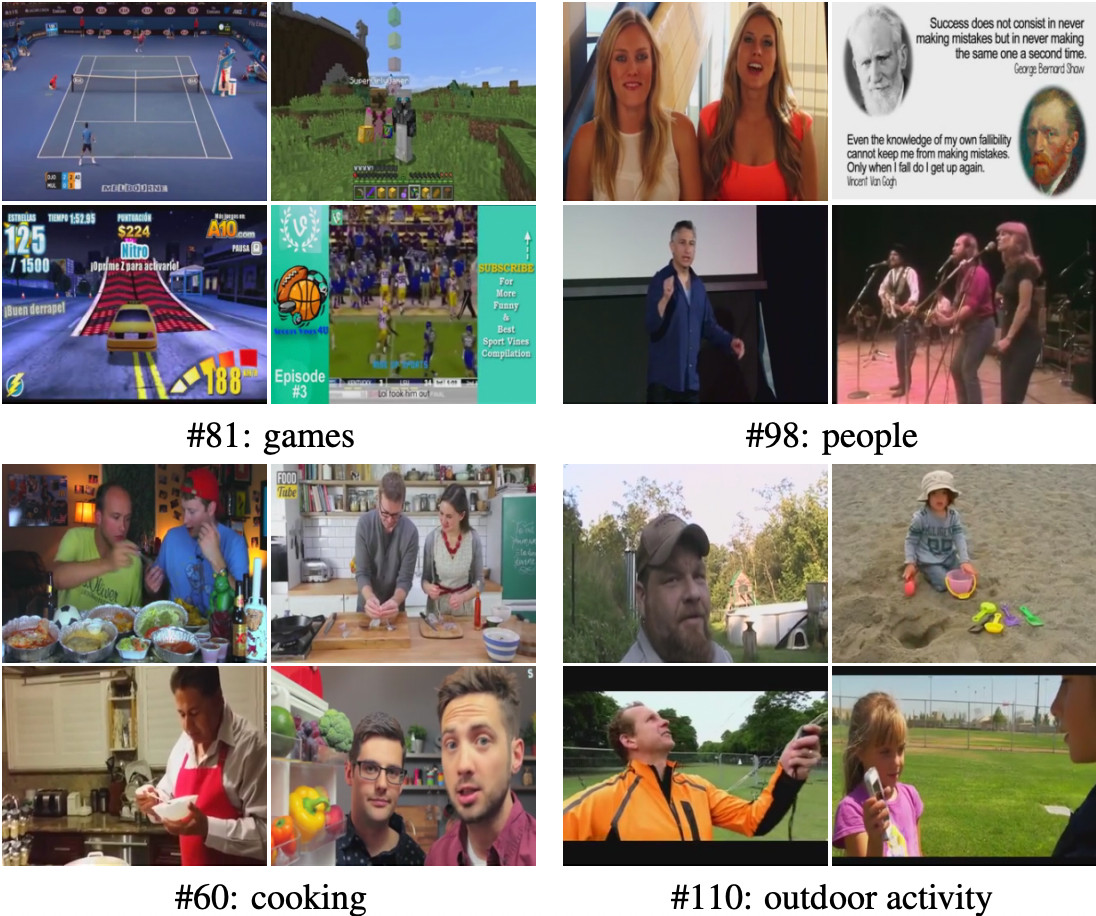 MELBOURNE
ESTRELLAS
TIEMPO 1:52.95
PUNTUACIÓN
125
/ 1500
$224
Más juegos en:
A10.com
PAUSA
Nitro
¡Oprime Z para activarlo!
¡Buen derrape!
188
SUBSCRIBE
For
More
Funny
&
Best
Sport Vines
Compilation
Episode
#3
Lol took him out
Success does not consist in never
making mistakes but in never making
the same one a second time.
George Bernard Shaw
Even the knowledge of my own fallibility
cannot keep me from making mistakes.
Only when I fall do I get up again.
Vincent Van Gogh
#81: games
#98: people
FOOD
Tube
#60: cooking
#110: outdoor activity